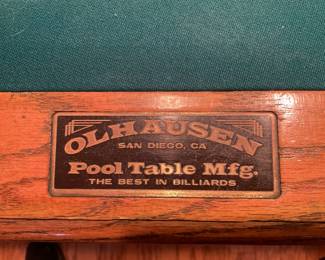 OLHAUSEN
SAN DIEGO, CA
Pool Table Mfg.
THE BEST IN BILLIARDS